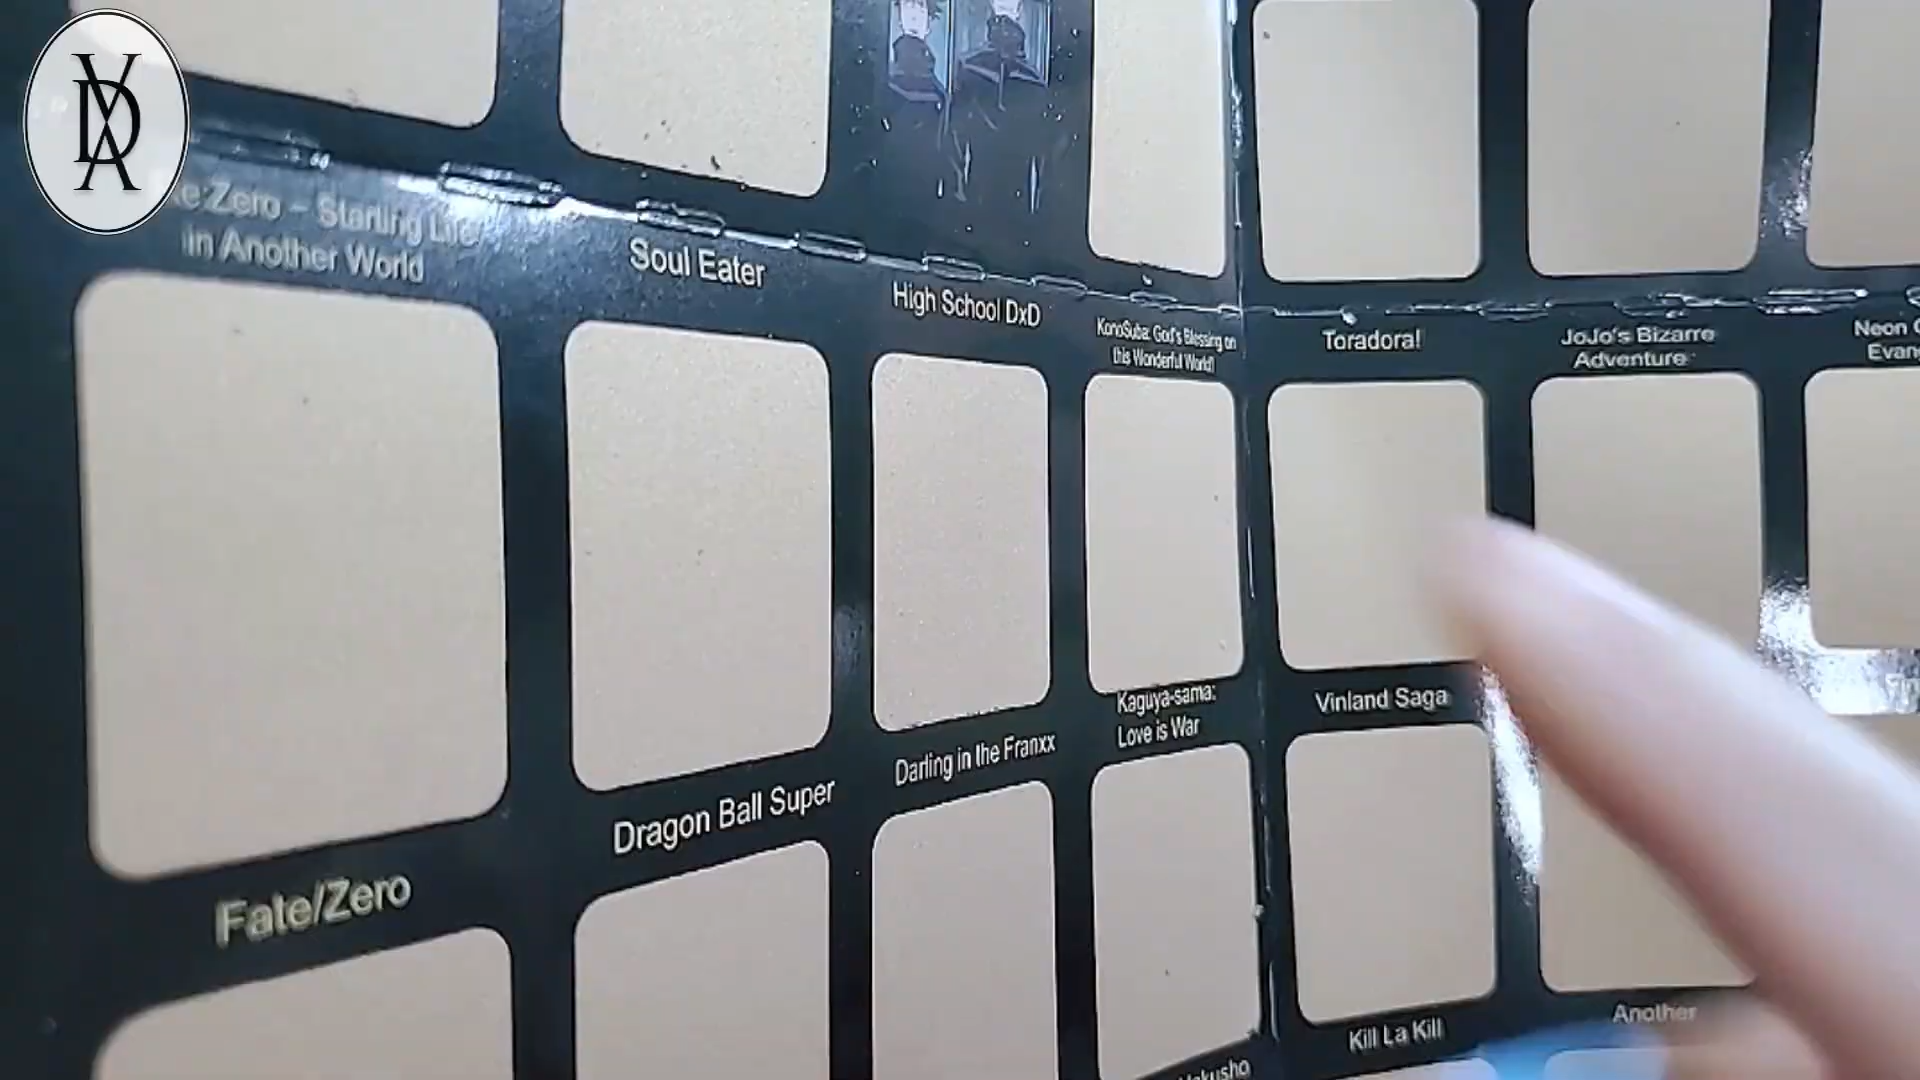 VDA
Re:Zero – Starting Life
in Another World
Soul Eater
High School DxD
KonoSuba: God's Blessing on
this Wonderful World!
Toradora!
JoJo's Bizarre
Adventure
Neon
Evan
Fate/Zero
Dragon Ball Super
Darling in the Franxx
Kaguya-sama:
Love is War
Vinland Saga
Kill La Kill
Another